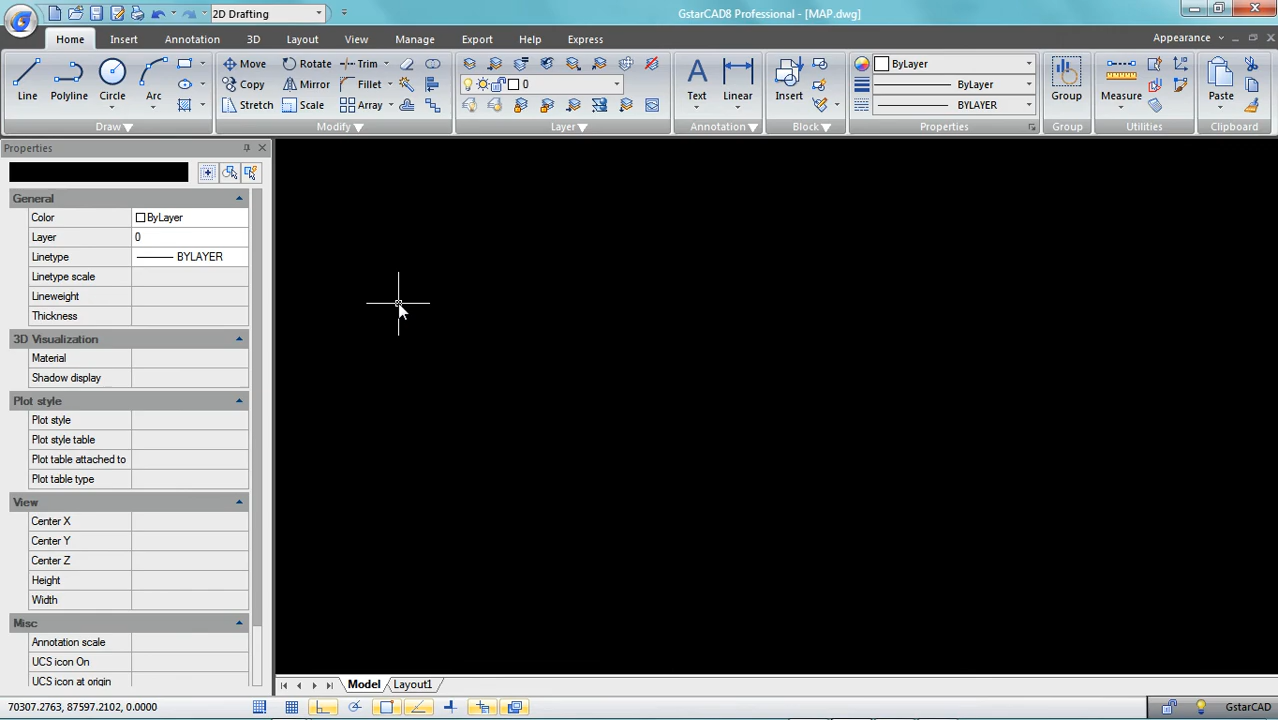 2D Drafting
GstarCAD8 Professional - [MAP.dwg]
Home Insert Annotation 3D Layout View Manage Export Help Express Appearance
Line Polyline Circle Arc
Move Rotate Trim
Copy Mirror Fillet
Stretch Scale Array
0
Text Linear
Insert
ByLayer
ByLayer
BYLAYER
Group
Measure
Paste
Draw Modify Layer Annotation Block Properties Group Utilities Clipboard
Properties
General
Color ByLayer
Layer 0
Linetype BYLAYER
Linetype scale
Lineweight
Thickness
3D Visualization
Material
Shadow display
Plot style
Plot style
Plot style table
Plot table attached to
Plot table type
View
Center X
Center Y
Center Z
Height
Width
Misc
Annotation scale
UCS icon On
UCS icon at origin
Model Layout1
70307.2763, 87597.2102, 0.0000
GstarCAD